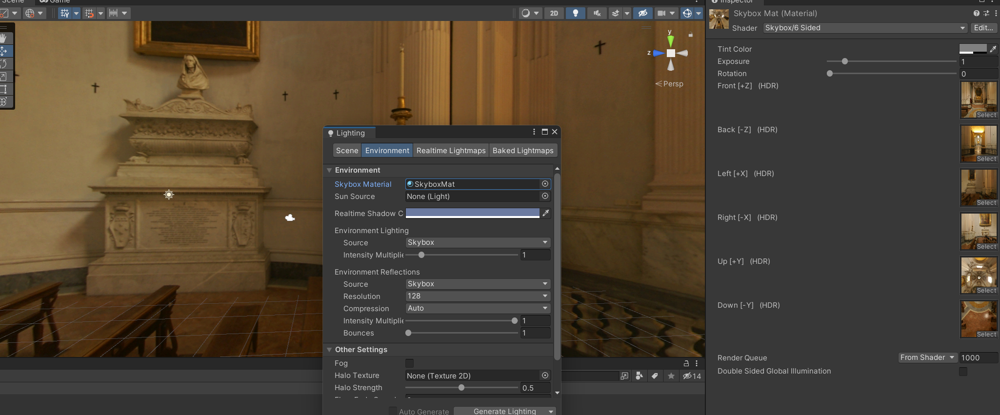 Scene
Game
2D
y
z
Persp
Inspector
Skybox Mat (Material)
Shader
Skybox/6 Sided
Edit...
Tint Color
Exposure
1
Rotation
0
Front [+Z] (HDR)
Select
Back [-Z] (HDR)
Select
Left [+X] (HDR)
Select
Right [-X] (HDR)
Select
Up [+Y] (HDR)
Select
Down [-Y] (HDR)
Select
Render Queue
From Shader
1000
Double Sided Global Illumination
Lighting
Scene
Environment
Realtime Lightmaps
Baked Lightmaps
Environment
Skybox Material
SkyboxMat
Sun Source
None (Light)
Realtime Shadow C
Environment Lighting
Source
Skybox
Intensity Multiplie
1
Environment Reflections
Source
Skybox
Resolution
128
Compression
Auto
Intensity Multiplie
1
Bounces
1
Other Settings
Fog
Halo Texture
None (Texture 2D)
Halo Strength
0.5
Auto Generate
Generate Lighting
14